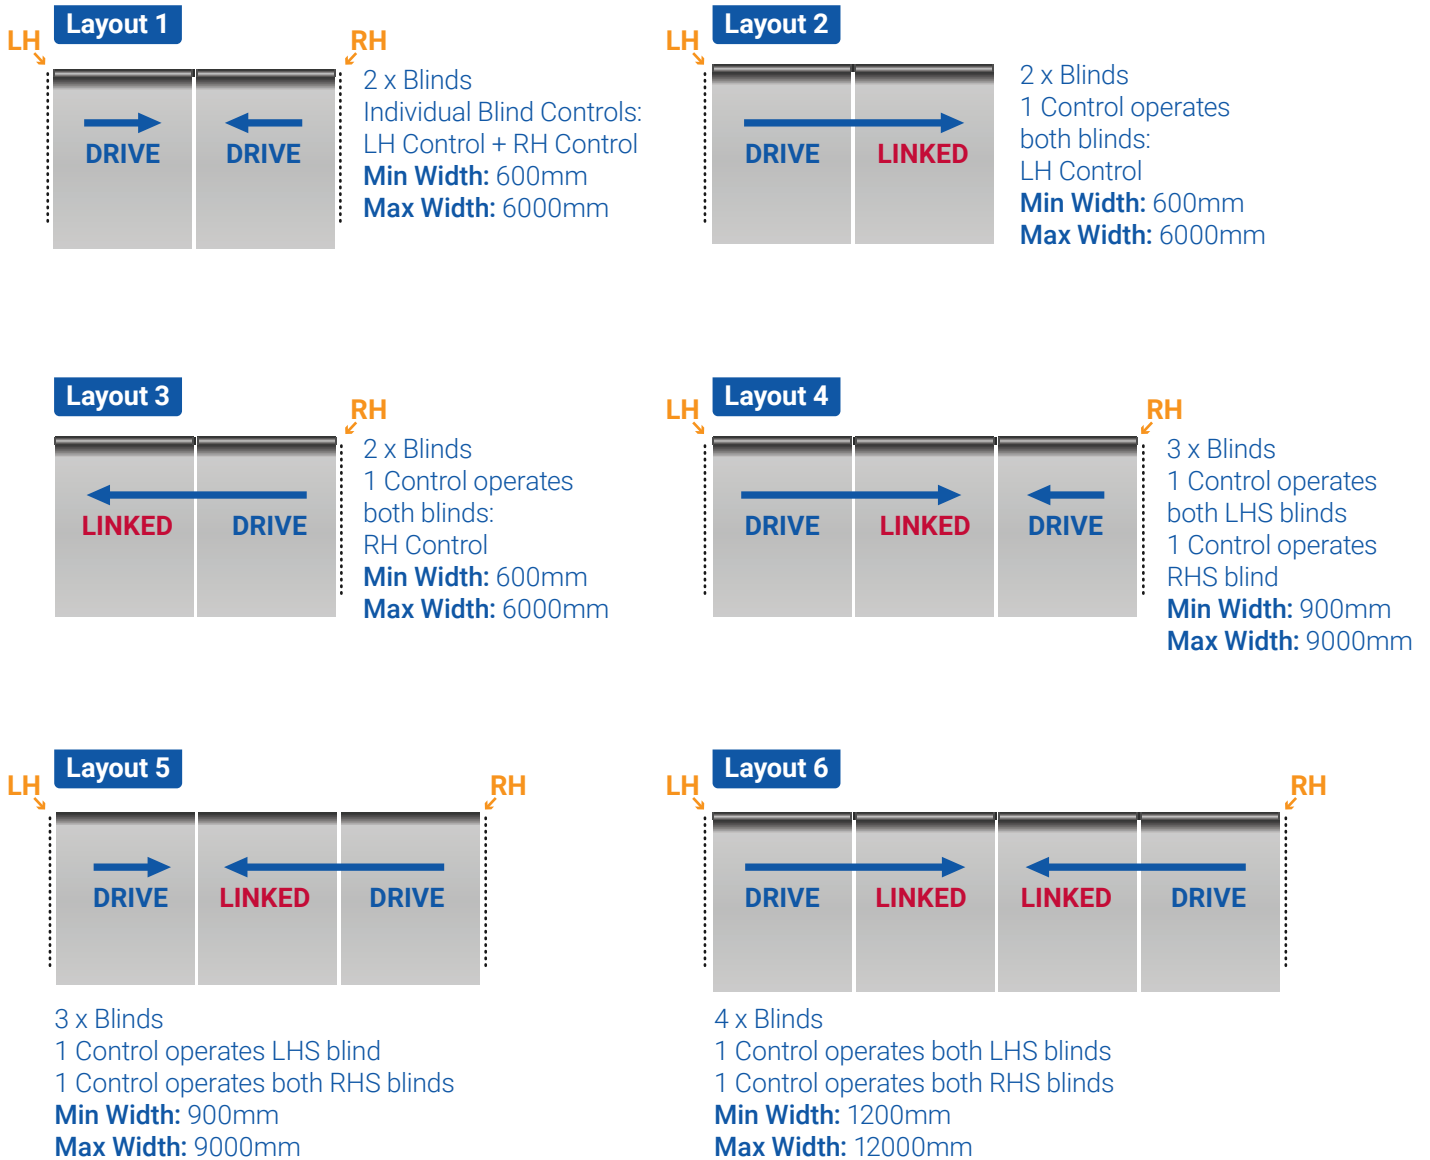 Layout 1
LH
RH
DRIVE
DRIVE
2 x Blinds
Individual Blind Controls:
LH Control + RH Control
Min Width: 600mm
Max Width: 6000mm
Layout 2
LH
DRIVE
LINKED
2 x Blinds
1 Control operates
both blinds:
LH Control
Min Width: 600mm
Max Width: 6000mm
Layout 3
RH
LINKED
DRIVE
2 x Blinds
1 Control operates
both blinds:
RH Control
Min Width: 600mm
Max Width: 6000mm
Layout 4
LH
RH
DRIVE
LINKED
DRIVE
3 x Blinds
1 Control operates
both LHS blinds
1 Control operates
RHS blind
Min Width: 900mm
Max Width: 9000mm
Layout 5
LH
RH
DRIVE
LINKED
DRIVE
3 x Blinds
1 Control operates LHS blind
1 Control operates both RHS blinds
Min Width: 900mm
Max Width: 9000mm
Layout 6
LH
RH
DRIVE
LINKED
LINKED
DRIVE
4 x Blinds
1 Control operates both LHS blinds
1 Control operates both RHS blinds
Min Width: 1200mm
Max Width: 12000mm